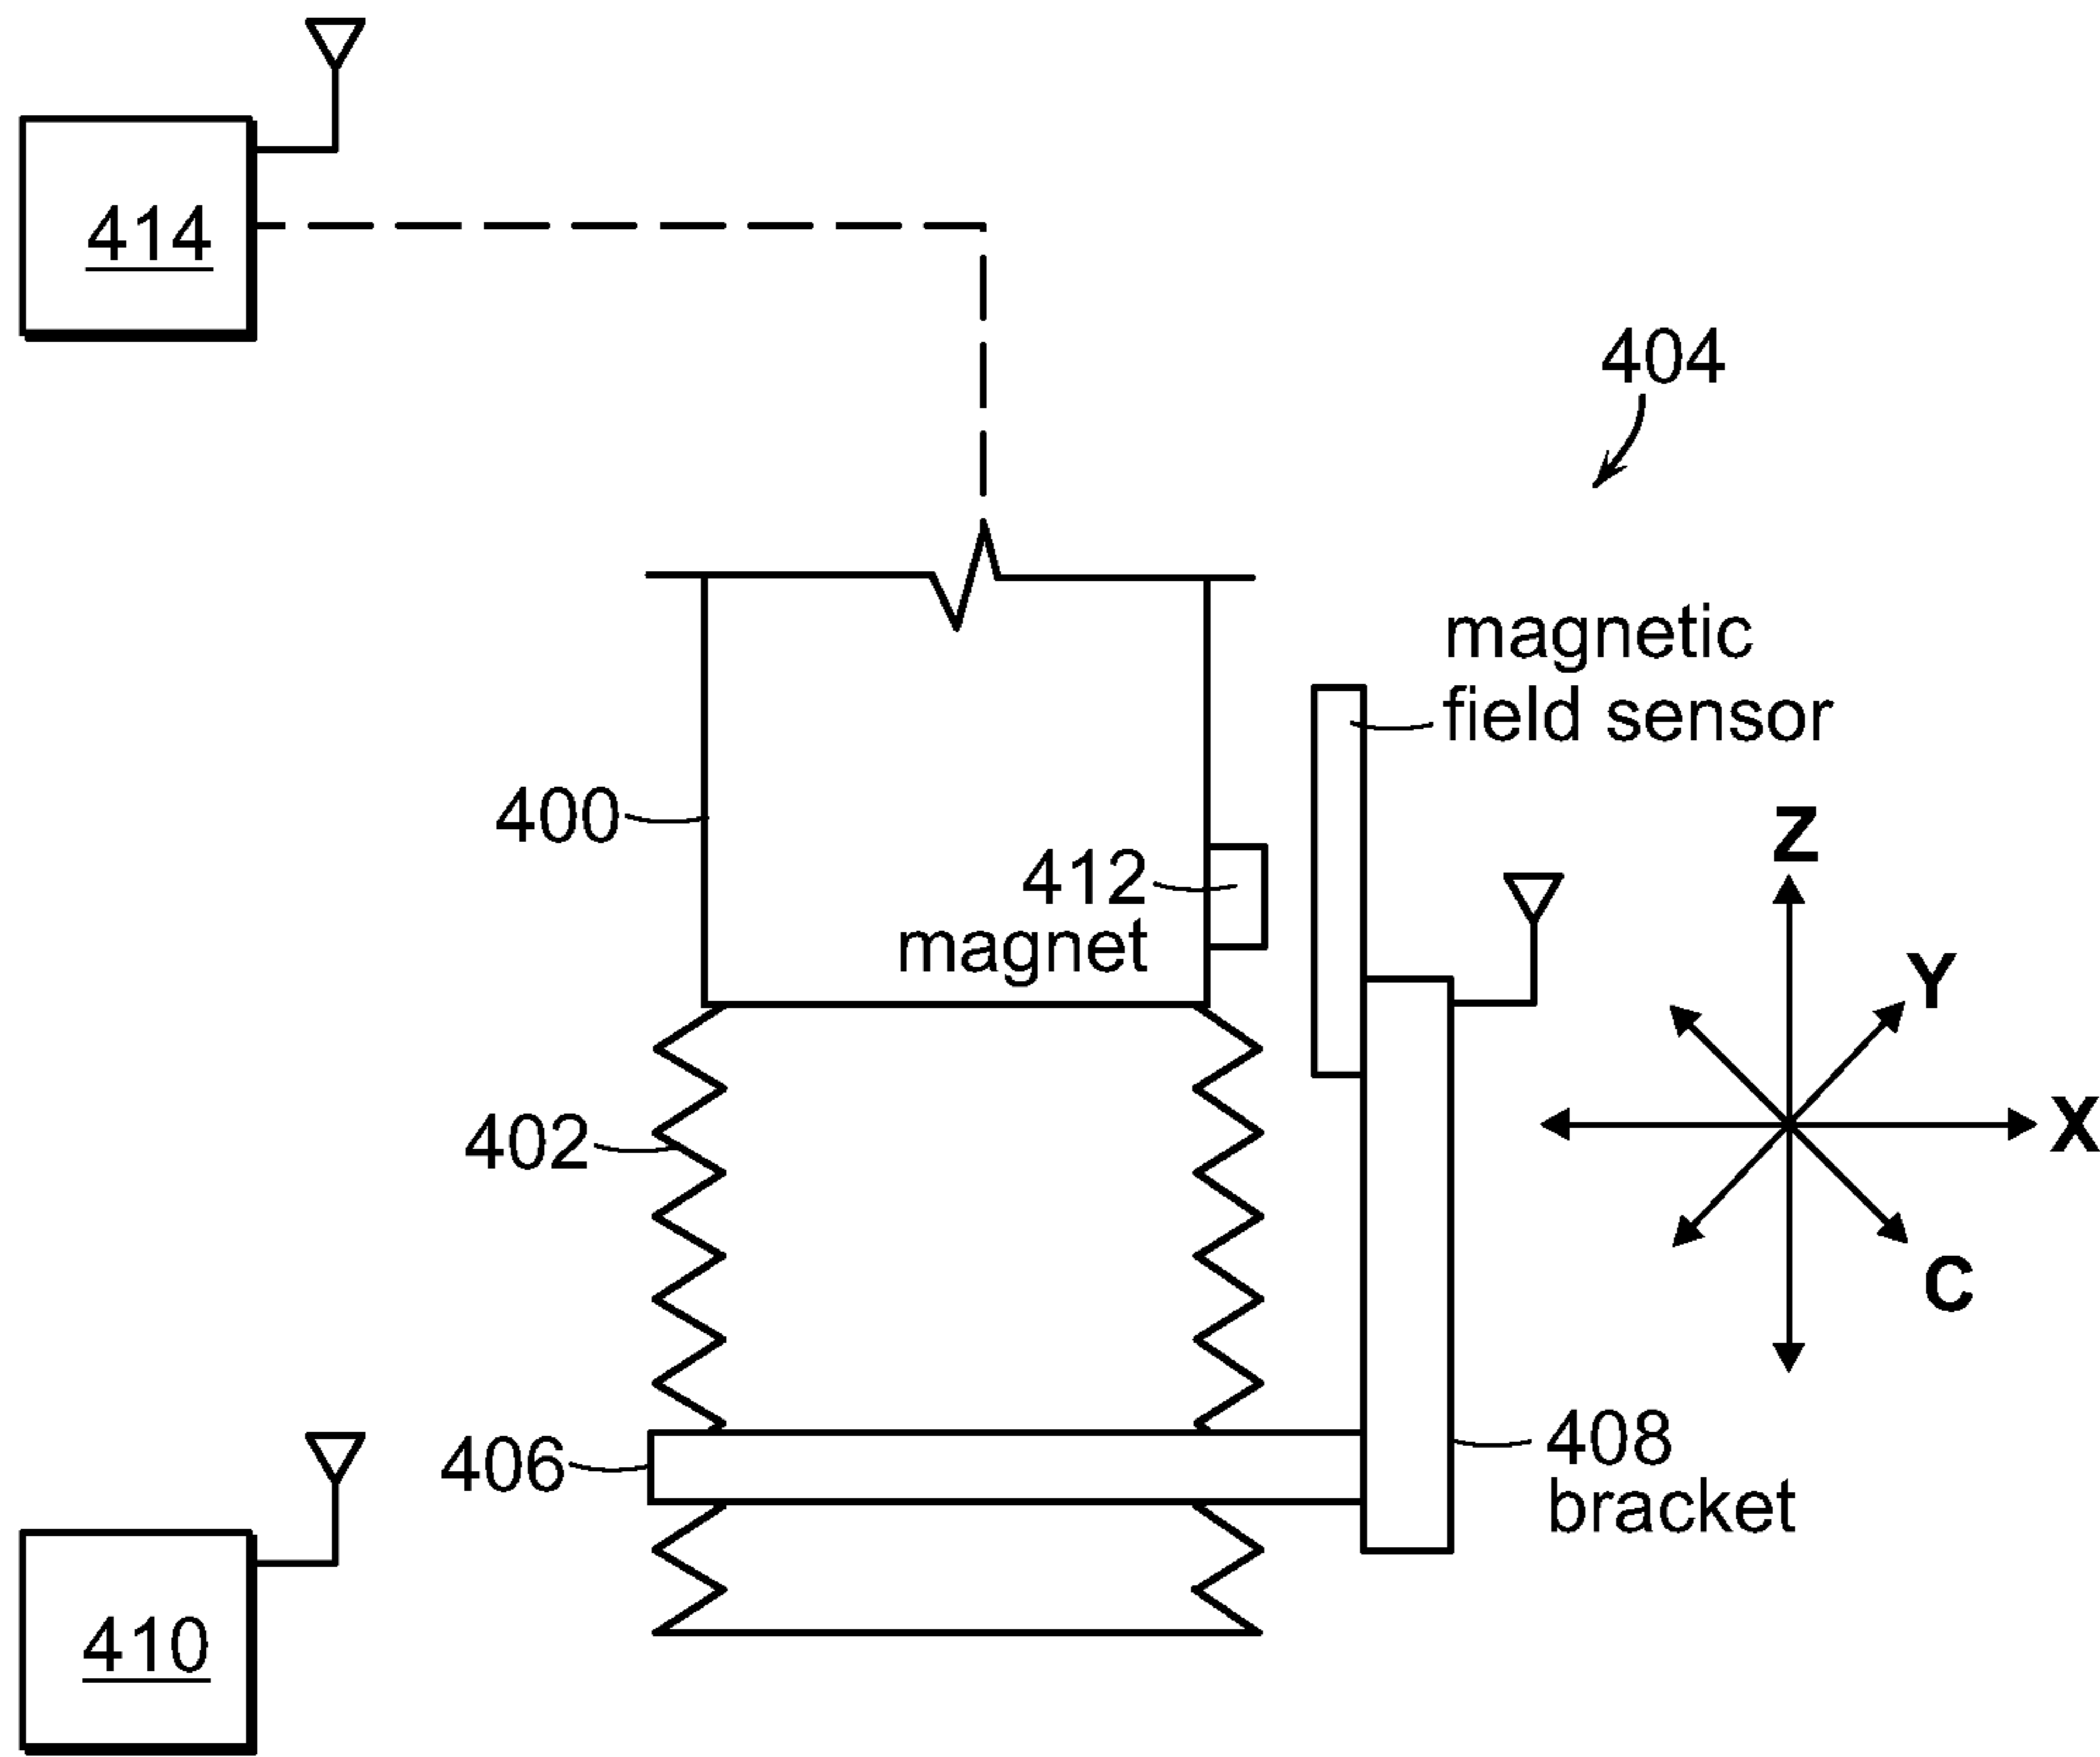 414
404
magnetic
field sensor
400
Z
412
magnet
Y
X
402
C
406
408
bracket
410